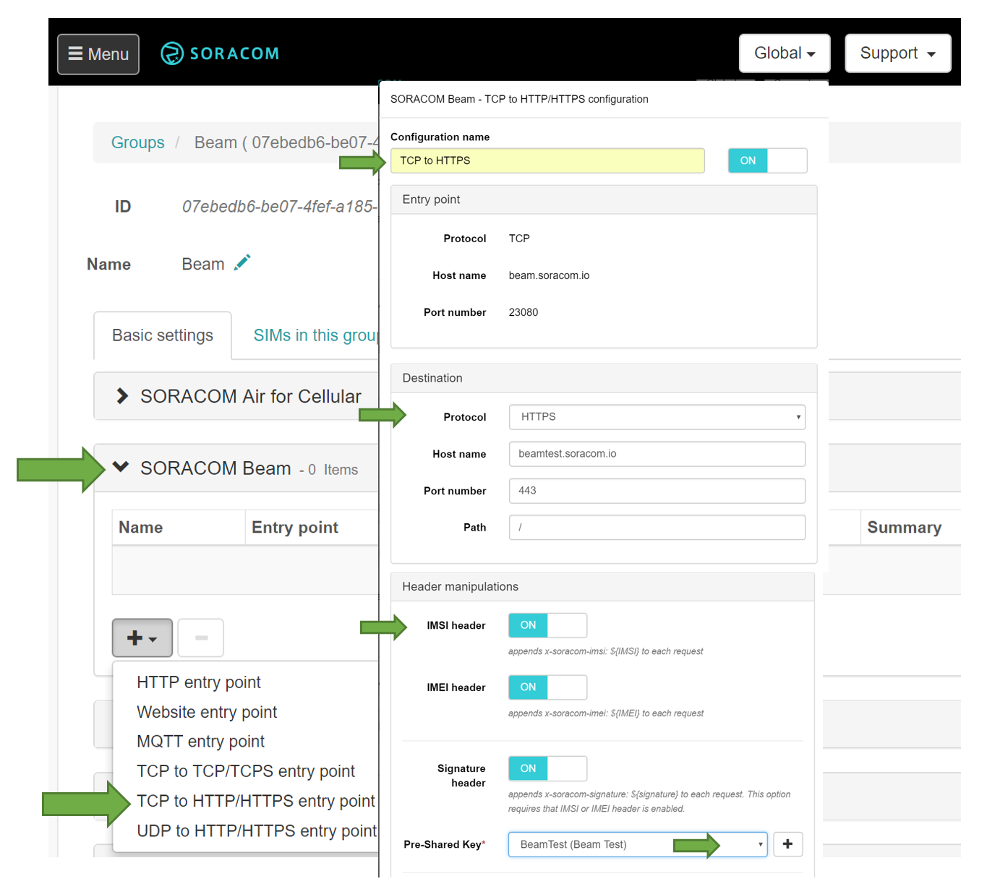 Menu
SORACOM
Global
Support
Groups / Beam ( 07ebedb6-be07-4
ID 07ebedb6-be07-4fef-a185-
Name Beam
Basic settings SIMs in this group
SORACOM Air for Cellular
SORACOM Beam - 0 Items
Name Entry point Summary
HTTP entry point
Website entry point
MQTT entry point
TCP to TCP/TCPS entry point
TCP to HTTP/HTTPS entry point
UDP to HTTP/HTTPS entry point
SORACOM Beam - TCP to HTTP/HTTPS configuration
Configuration name
TCP to HTTPS ON
Entry point
Protocol TCP
Host name beam.soracom.io
Port number 23080
Destination
Protocol HTTPS
Host name beamtest.soracom.io
Port number 443
Path /
Header manipulations
IMSI header ON
appends x-soracom-imsi: ${IMSI} to each request
IMEI header ON
appends x-soracom-imei: ${IMEI} to each request
Signature header ON
appends x-soracom-signature: ${signature} to each request. This option
requires that IMSI or IMEI header is enabled.
Pre-Shared Key* BeamTest (Beam Test)